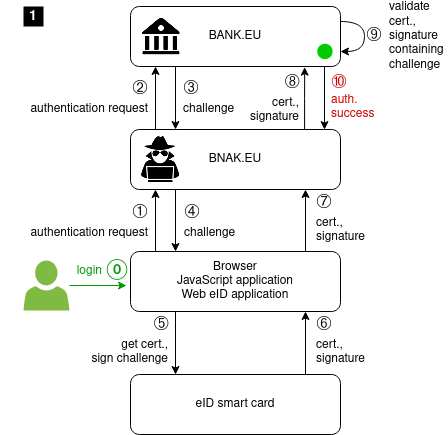 1
BANK.EU
⑨
validate
cert.,
signature
containing
challenge
②
authentication request
③
challenge
⑧
cert.,
signature
⑩
auth.
success
BNAK.EU
①
authentication request
④
challenge
⑦
cert.,
signature
login
0
Browser
JavaScript application
Web eID application
⑤
get cert.,
sign challenge
⑥
cert.,
signature
eID smart card